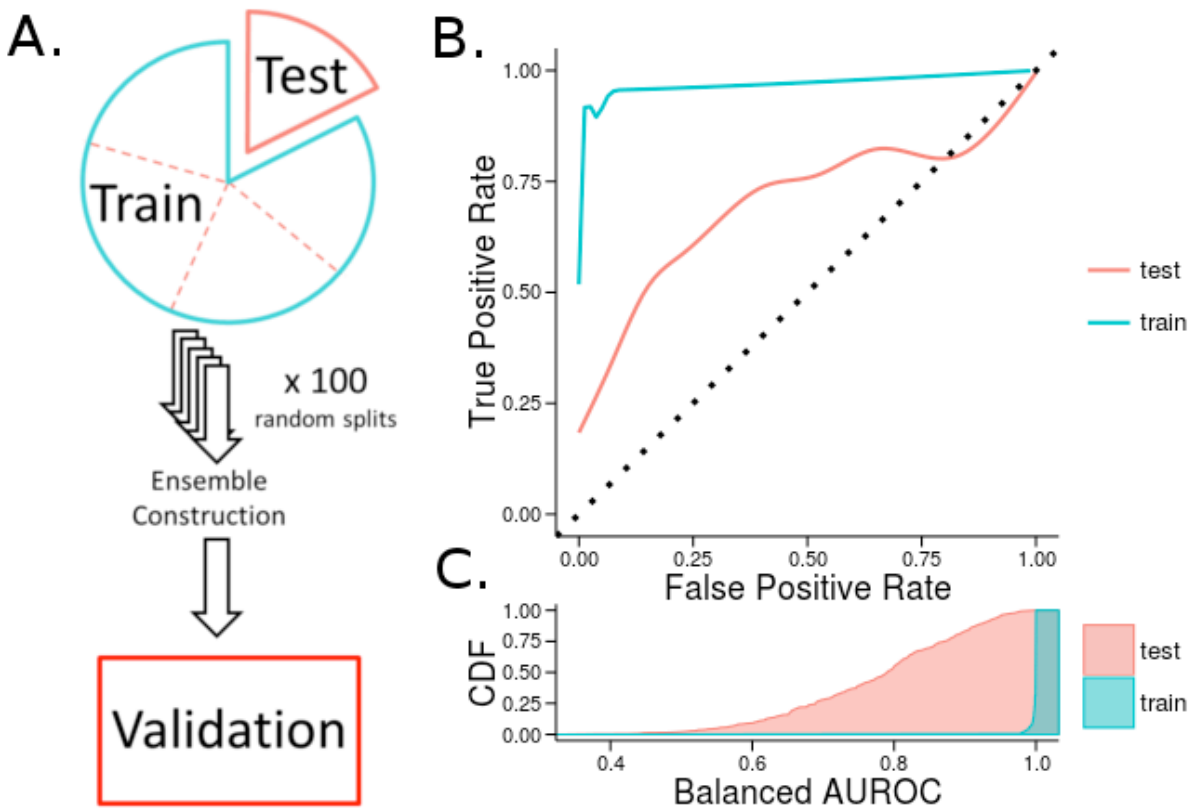 A.
Test
Train
x 100
random splits
Ensemble
Construction
Validation
B.
True Positive Rate
1.00
0.75
0.50
0.25
0.00
0.00 0.25 0.50 0.75 1.00
False Positive Rate
test
train
C.
CDF
1.00
0.75
0.50
0.25
0.00
0.4 0.6 0.8 1.0
Balanced AUROC
test
train